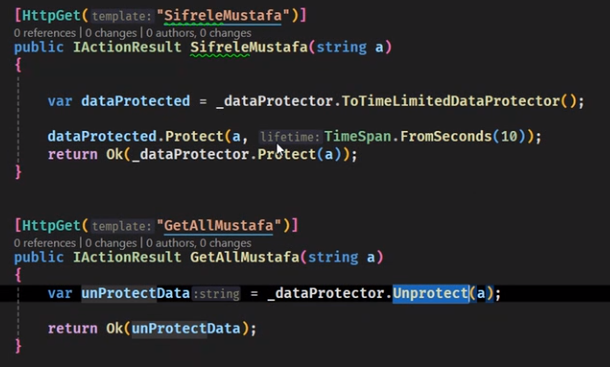 [HttpGet(template:"SifreleMustafa")]
0 references | 0 changes | 0 authors, 0 changes
public IActionResult SifreleMustafa(string a)
{
var dataProtected = _dataProtector.ToTimeLimitedDataProtector();
dataProtected.Protect(a, lifetime:TimeSpan.FromSeconds(10));
return Ok(_dataProtector.Protect(a));
}
[HttpGet(template:"GetAllMustafa")]
0 references | 0 changes | 0 authors, 0 changes
public IActionResult GetAllMustafa(string a)
{
var unProtectData:string = _dataProtector.Unprotect(a);
return Ok(unProtectData);
}